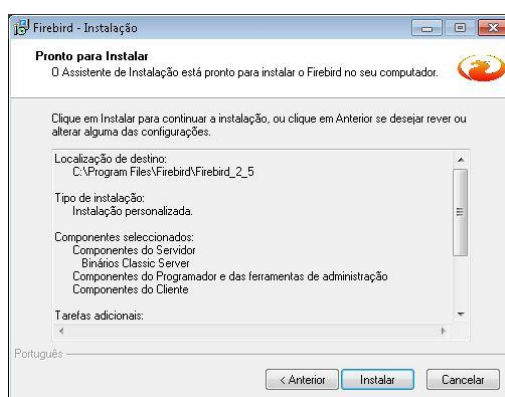 Firebird - Instalação
Pronto para Instalar
O Assistente de Instalação está pronto para instalar o Firebird no seu computador.
Clique em Instalar para continuar a instalação, ou clique em Anterior se desejar rever ou
alterar alguma das configurações.
Localização de destino:
C:\Program Files\Firebird\Firebird_2_5
Tipo de instalação:
Instalação personalizada.
Componentes seleccionados:
Componentes do Servidor
Binários Classic Server
Componentes do Programador e das ferramentas de administração
Componentes do Cliente
Tarefas adicionais:
Português
< Anterior
Instalar
Cancelar